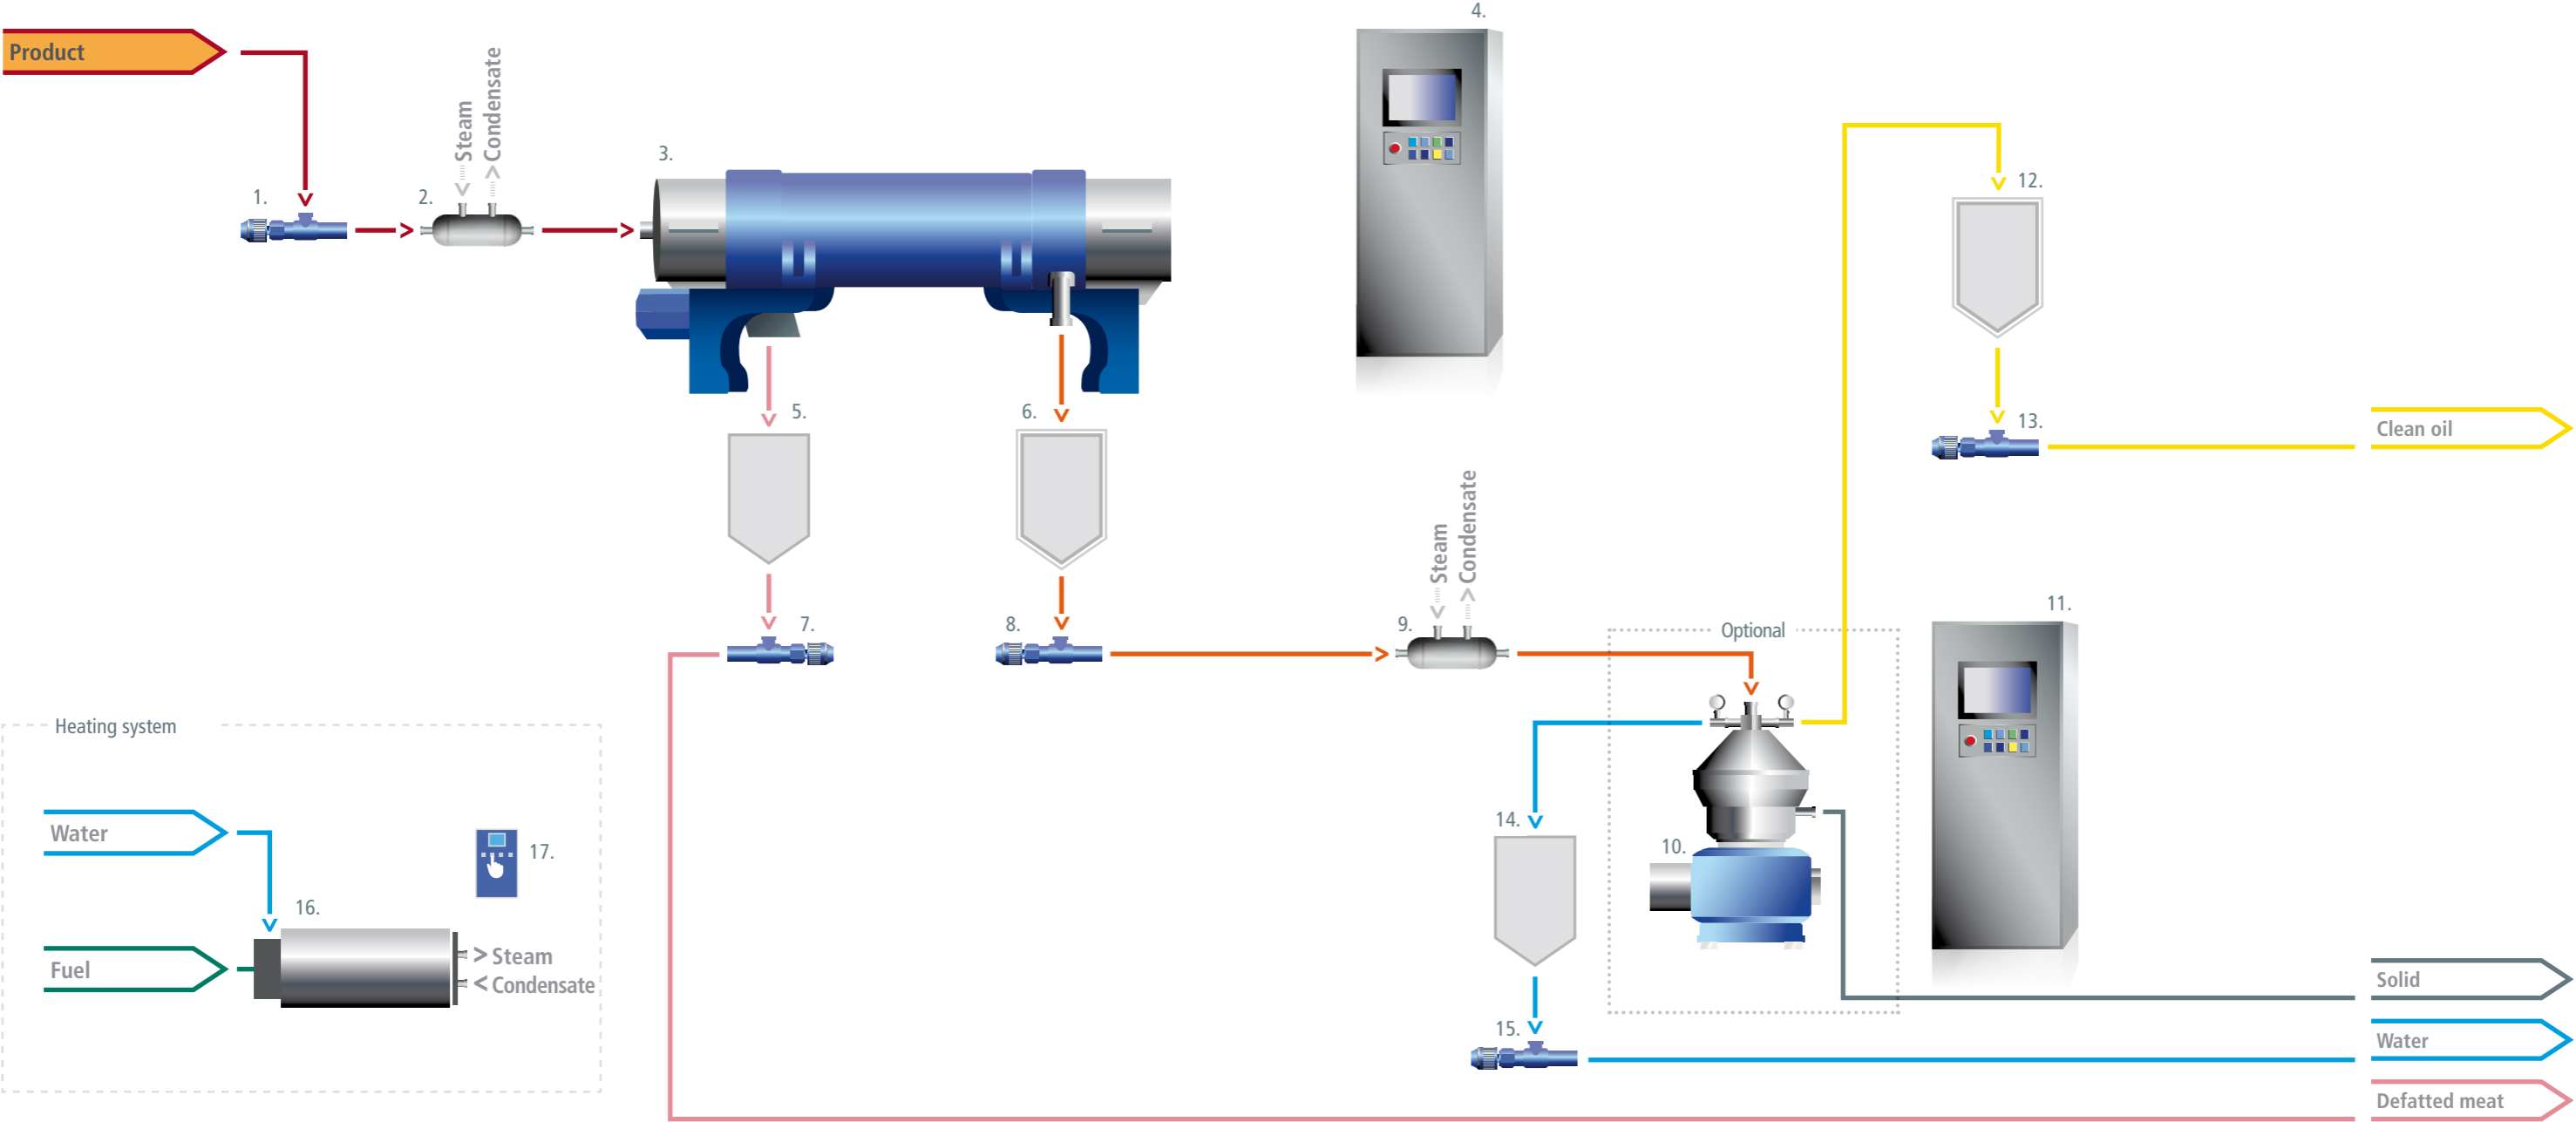 4.
Product
Steam
Condensate
3.
12.
1.
2.
5.
6.
13.
Clean oil
Steam
Condensate
11.
7.
8.
9.
Optional
Heating system
14.
Water
17.
10.
16.
Steam
Fuel
Condensate
Solid
15.
Water
Defatted meat